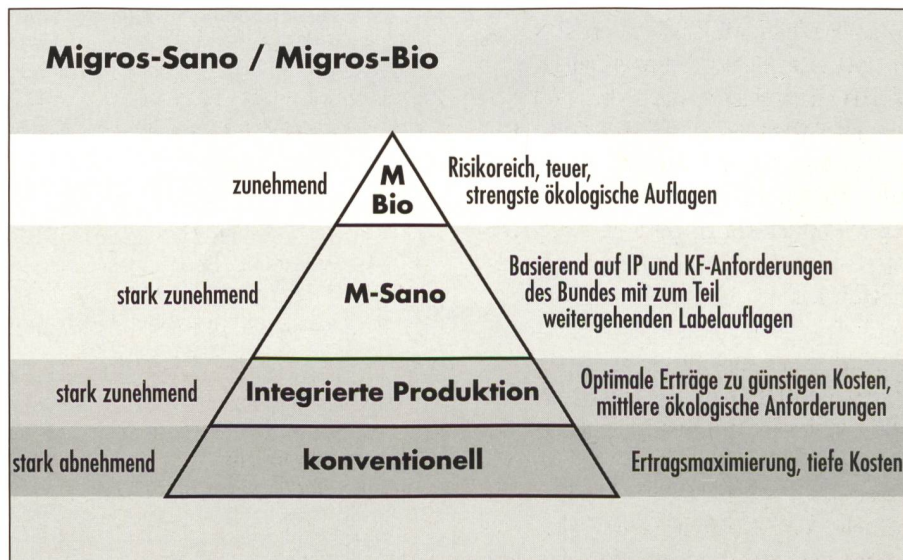 Migros-Sano / Migros-Bio
zunehmend
M
Bio
Risikoreich, teuer,
strengste ökologische Auflagen
stark zunehmend
M-Sano
Basierend auf IP und KF-Anforderungen
des Bundes mit zum Teil
weitergehenden Labelauflagen
stark zunehmend
Integrierte Produktion
Optimale Erträge zu günstigen Kosten,
mittlere ökologische Anforderungen
stark abnehmend
konventionell
Ertragsmaximierung, tiefe Kosten